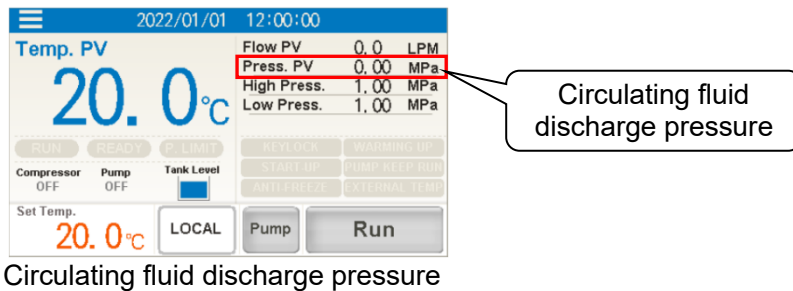 2022/01/01 12:00:00
Temp. PV
20. 0℃
Flow PV 0. 0 LPM
Press. PV 0. 00 MPa
High Press. 1. 00 MPa
Low Press. 1. 00 MPa
RUN READY P. LIMIT
KEYLOCK WARMING UP
START UP PUMP KEEP RUN
ANTI FREEZE EXTERNAL TEMP
Compressor Pump Tank Level
OFF OFF
Set Temp.
20. 0℃
LOCAL
Pump
Run
Circulating fluid
discharge pressure
Circulating fluid discharge pressure